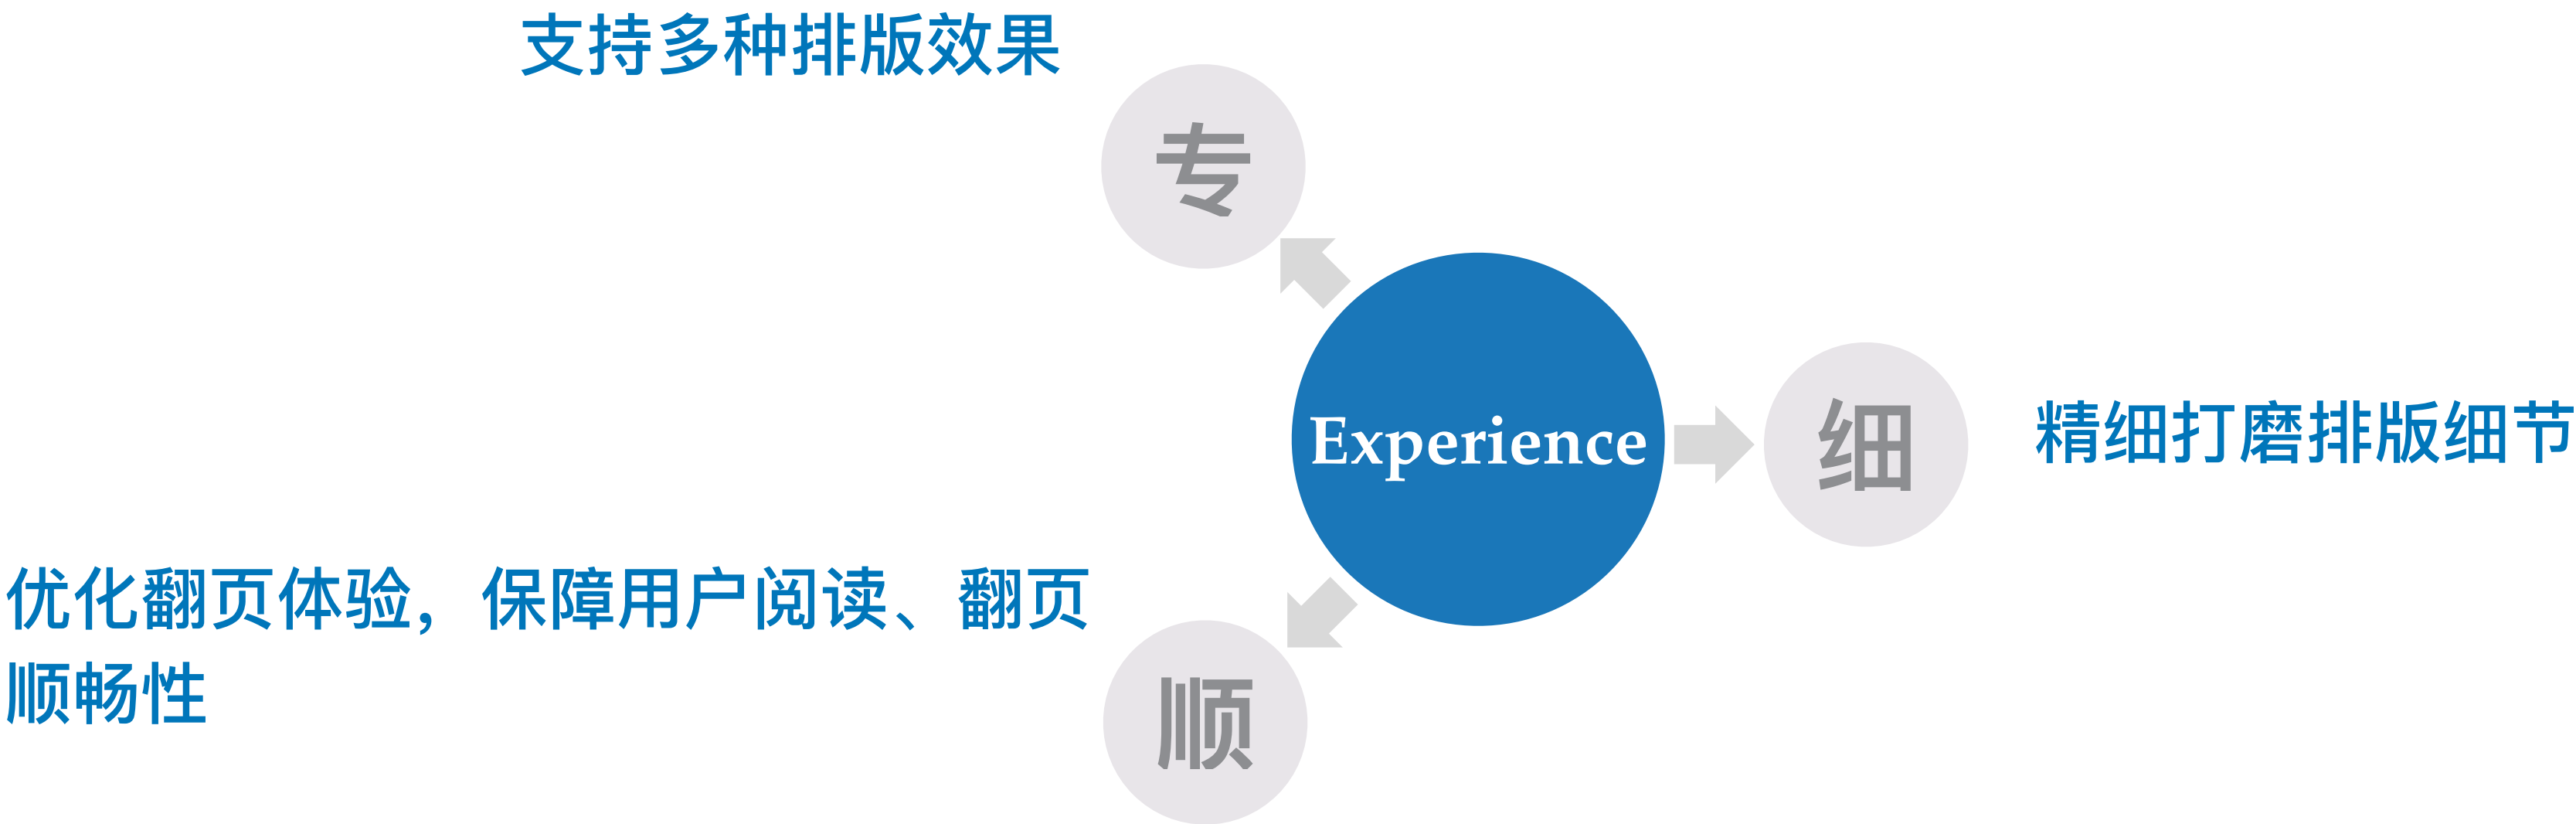 支持多种排版效果
专
Experience
细
精细打磨排版细节
优化翻页体验，保障用户阅读、翻页
顺畅性
顺